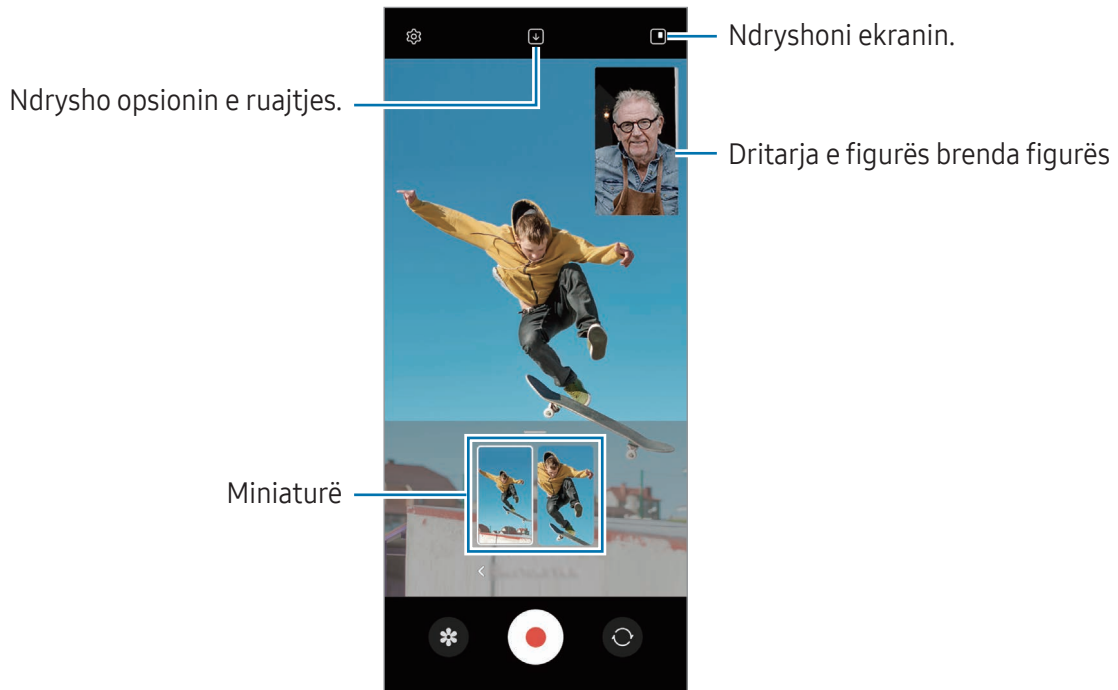 Ndryshoni ekranin.
Ndrysho opsionin e ruajtjes.
Dritarja e figurës brenda figurës
Miniaturë